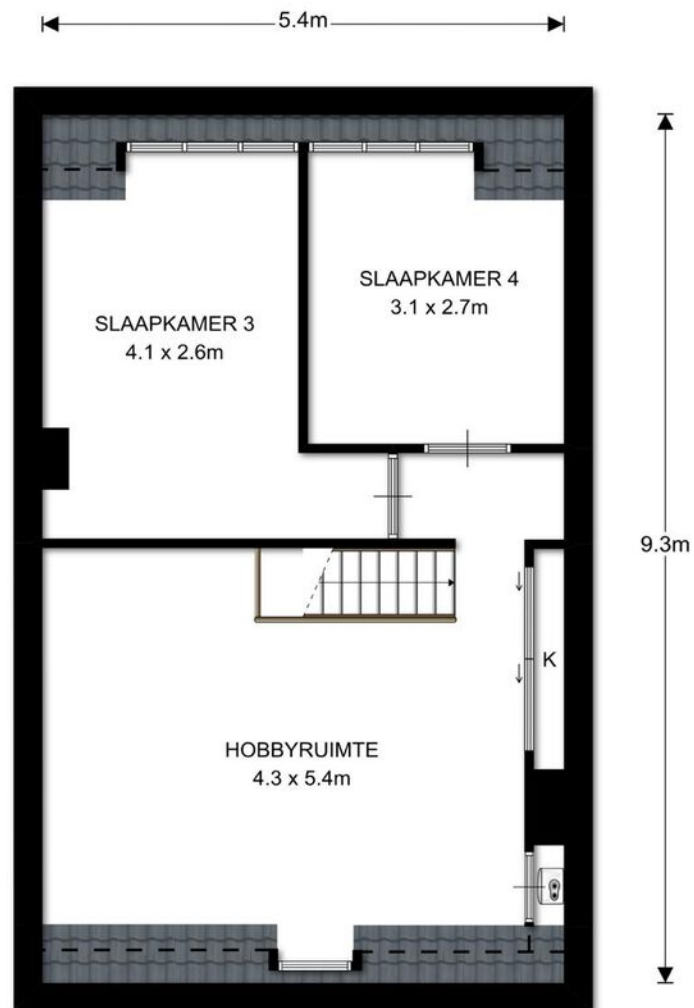 5.4m
SLAAPKAMER 4
3.1 x 2.7m
SLAAPKAMER 3
4.1 x 2.6m
9.3m
K
HOBBYRUIMTE
4.3 x 5.4m